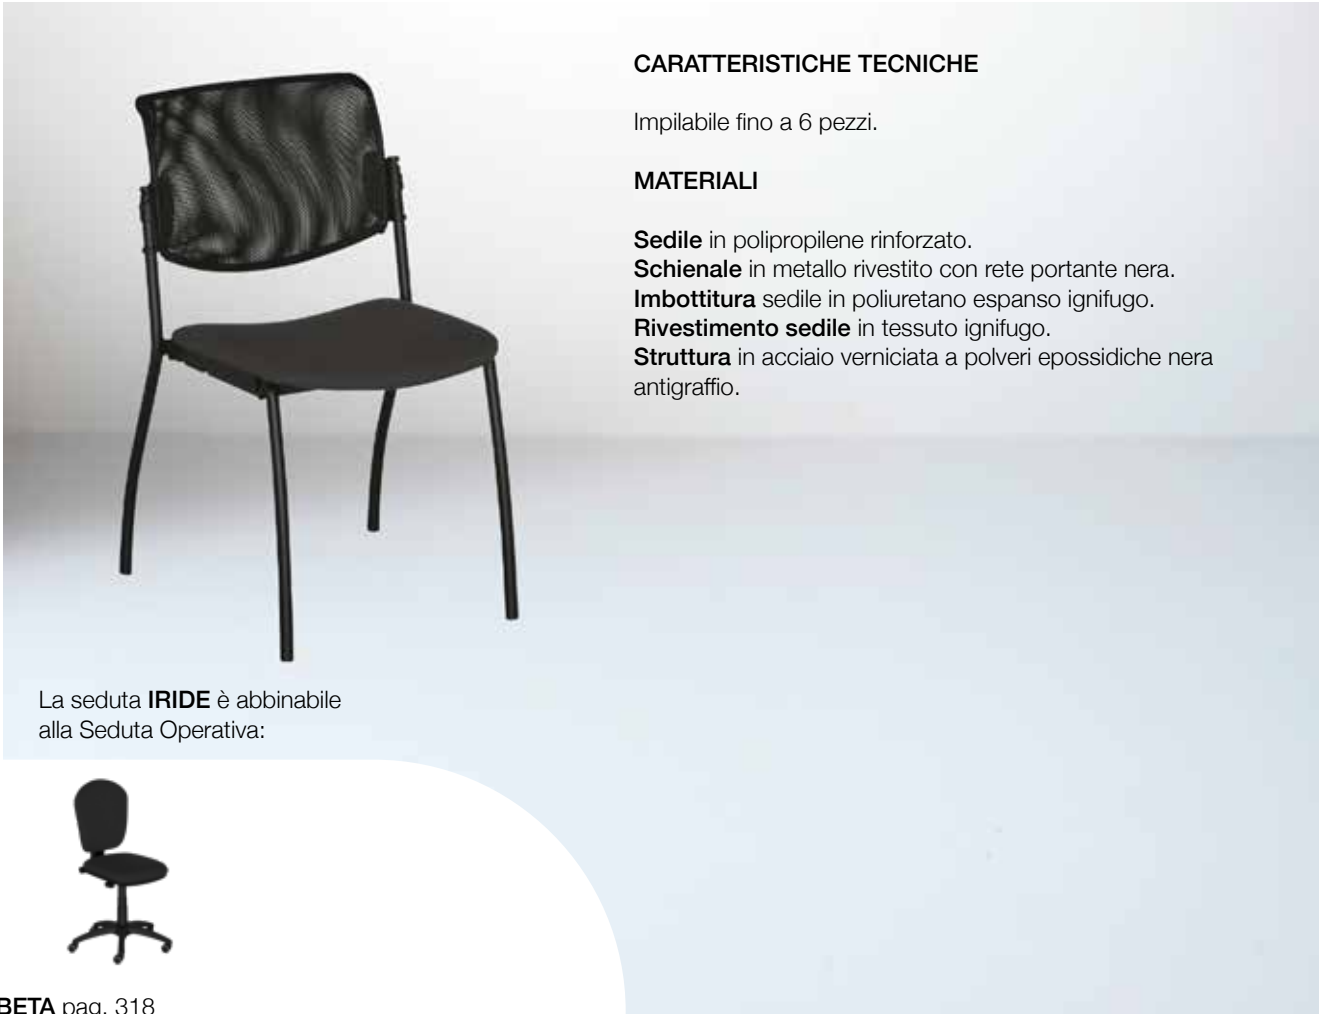 CARATTERISTICHE TECNICHE
Impilabile fino a 6 pezzi.
MATERIALI
Sedile in polipropilene rinforzato.
Schienale in metallo rivestito con rete portante nera.
Imbottitura sedile in poliuretano espanso ignifugo.
Rivestimento sedile in tessuto ignifugo.
Struttura in acciaio verniciata a polveri epossidiche nera
antigraffio.
La seduta IRIDE è abbinabile
alla Seduta Operativa:
BETA pag. 318